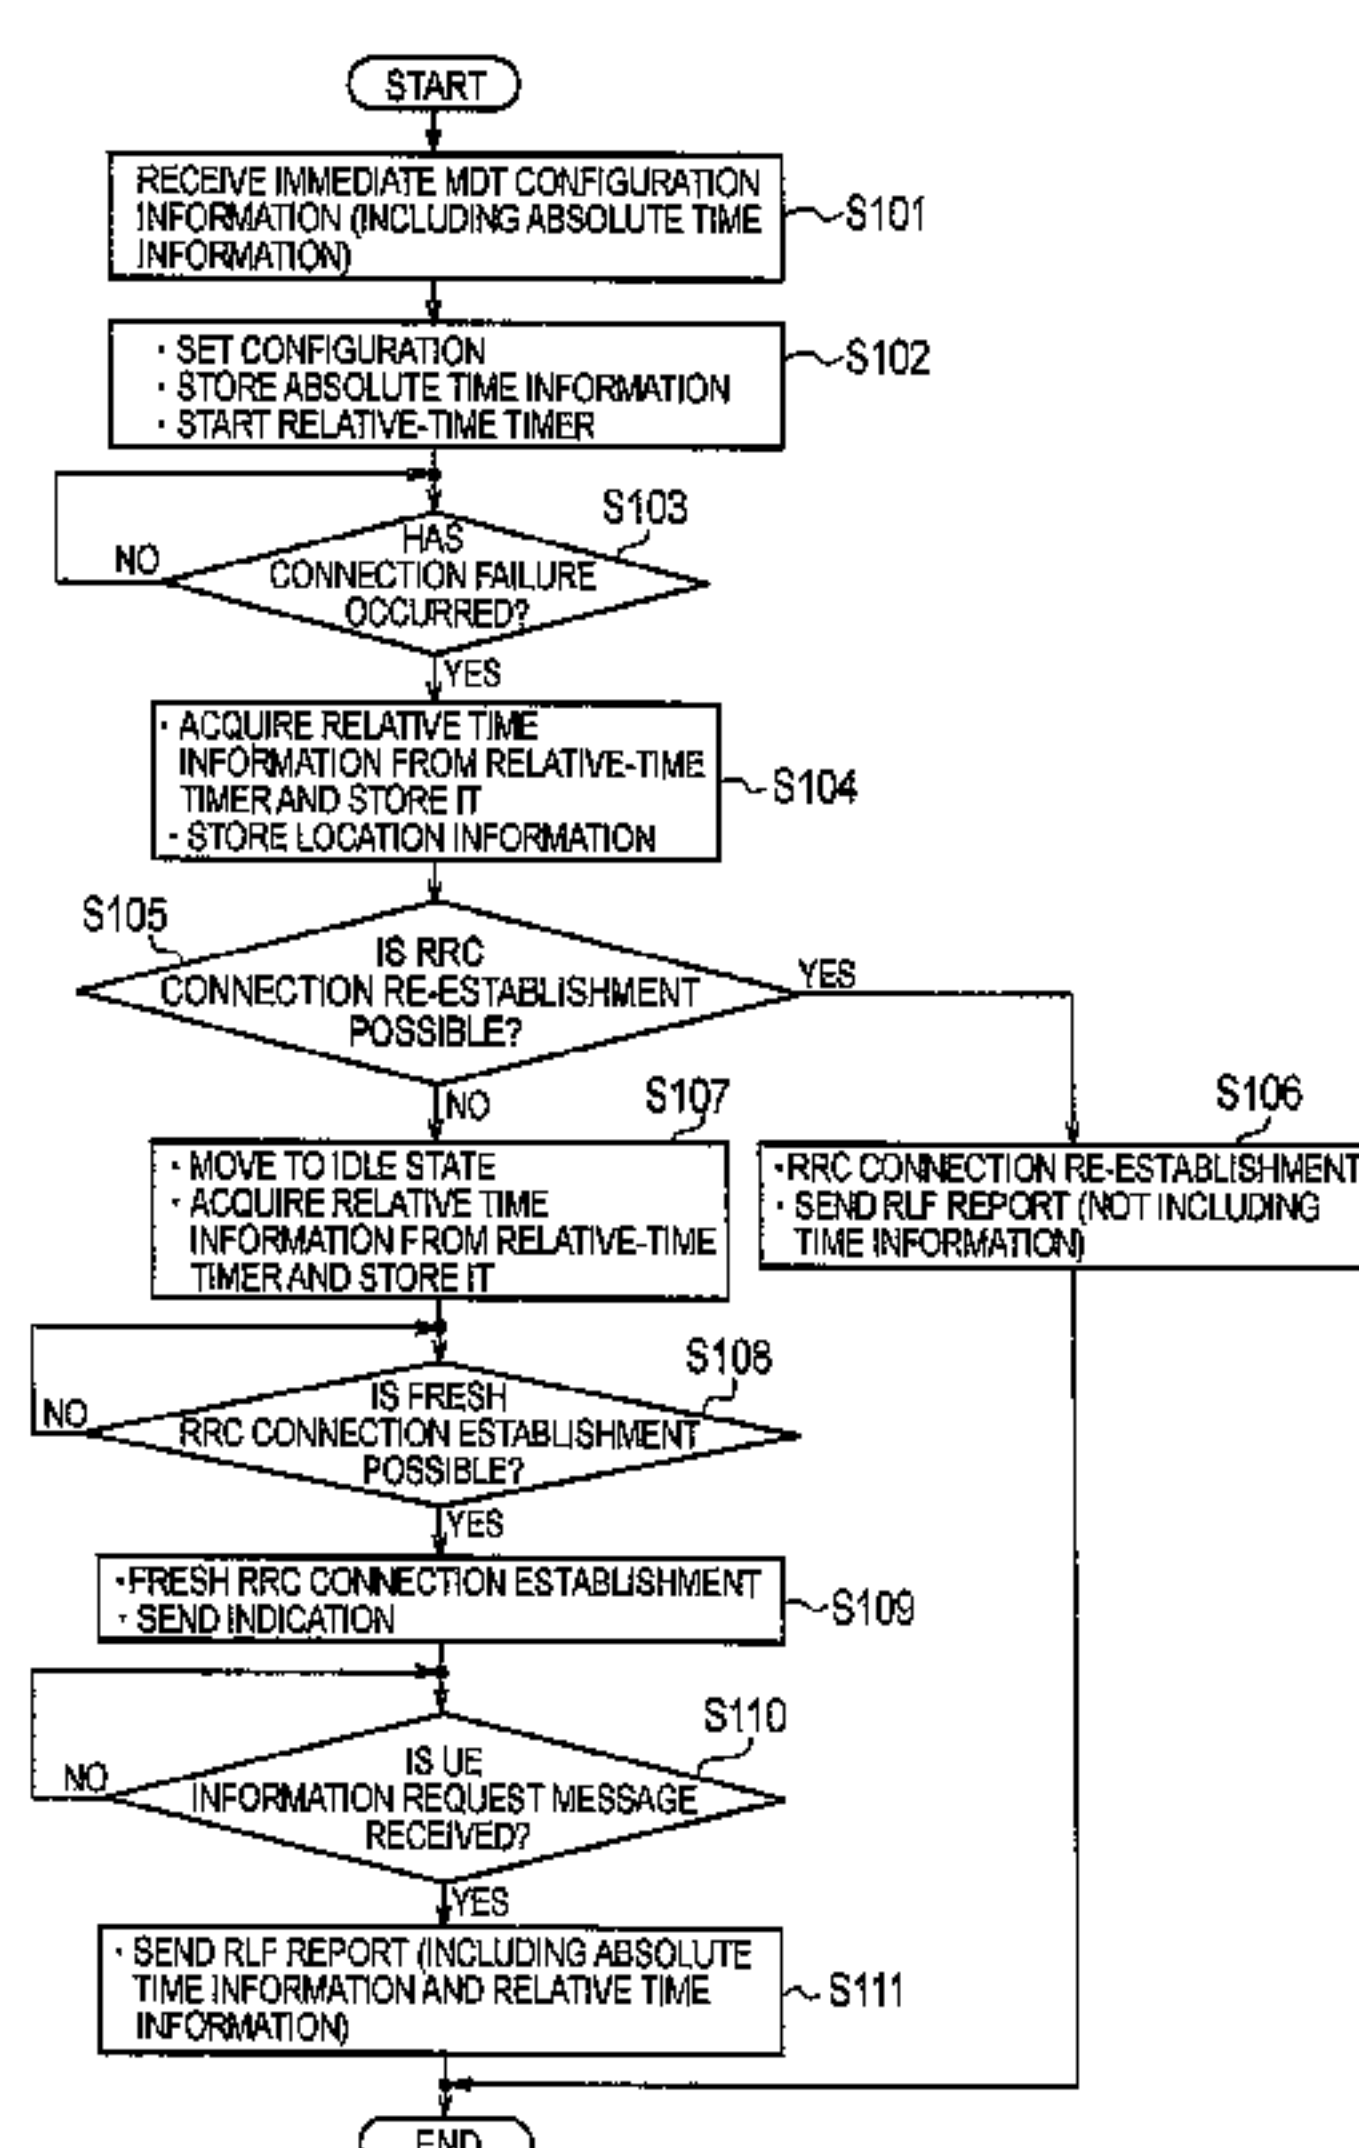 START
RECEIVE IMMEDIATE MDT CONFIGURATION
INFORMATION (INCLUDING ABSOLUTE TIME
INFORMATION)
S101
· SET CONFIGURATION
· STORE ABSOLUTE TIME INFORMATION
· START RELATIVE-TIME TIMER
S102
S103
HAS
CONNECTION FAILURE
OCCURRED?
NO
YES
· ACQUIRE RELATIVE TIME
INFORMATION FROM RELATIVE-TIME
TIMER AND STORE IT
· STORE LOCATION INFORMATION
S104
S105
IS RRC
CONNECTION RE-ESTABLISHMENT
POSSIBLE?
YES
NO
S106
· RRC CONNECTION RE-ESTABLISHMENT
· SEND RLF REPORT (NOT INCLUDING
TIME INFORMATION)
S107
· MOVE TO IDLE STATE
· ACQUIRE RELATIVE TIME
INFORMATION FROM RELATIVE-TIME
TIMER AND STORE IT
S108
IS FRESH
RRC CONNECTION ESTABLISHMENT
POSSIBLE?
NO
YES
· FRESH RRC CONNECTION ESTABLISHMENT
· SEND INDICATION
S109
S110
IS UE
INFORMATION REQUEST MESSAGE
RECEIVED?
NO
YES
· SEND RLF REPORT (INCLUDING ABSOLUTE
TIME INFORMATION AND RELATIVE TIME
INFORMATION)
S111
END